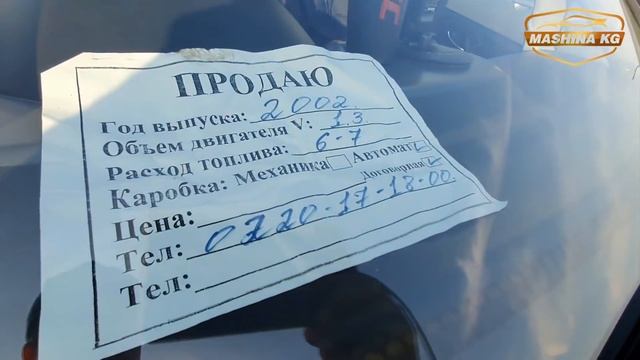 MASHINA KG
ПРОДАЮ
Год выпуска: 2002
Объем двигателя V: 1.3
Расход топлива: 6-7
Каробка: Механика Автомат
Договорная
Цена:
Тел: 0220-17-18-00
Тел: